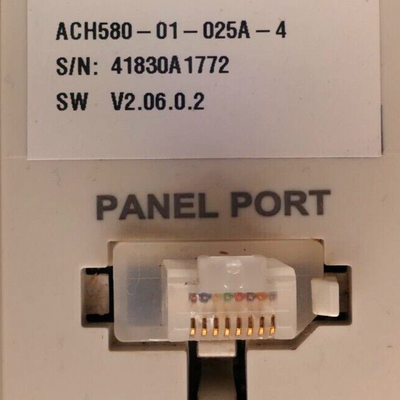 ACH580-01-025A-4
S/N: 41830A1772
SW V2.06.0.2
PANEL PORT